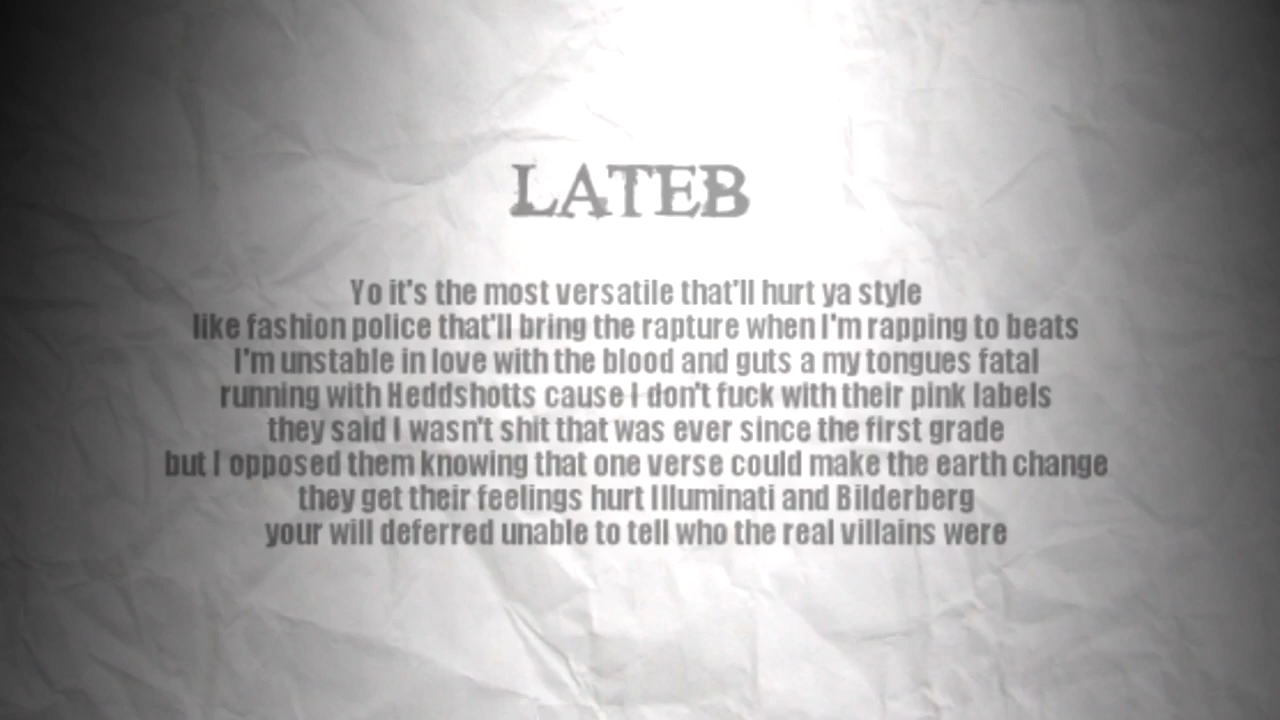 LATEB
Yo it's the most versatile that'll hurt ya style
like fashion police that'll bring the rapture when I'm rapping to beats
I'm unstable in love with the blood and guts a my tongues fatal
running with Heddshotts cause I don't fuck with their pink labels
they said I wasn't shit that was ever since the first grade
but I opposed them knowing that one verse could make the earth change
they get their feelings hurt Illuminati and Bilderberg
your will deferred unable to tell who the real villains were